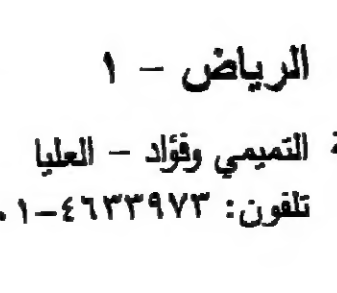 الرياض – ١
التميمي وفؤاد – العليا
تلفون: ٤٦٣٣٩٧٣–٠١